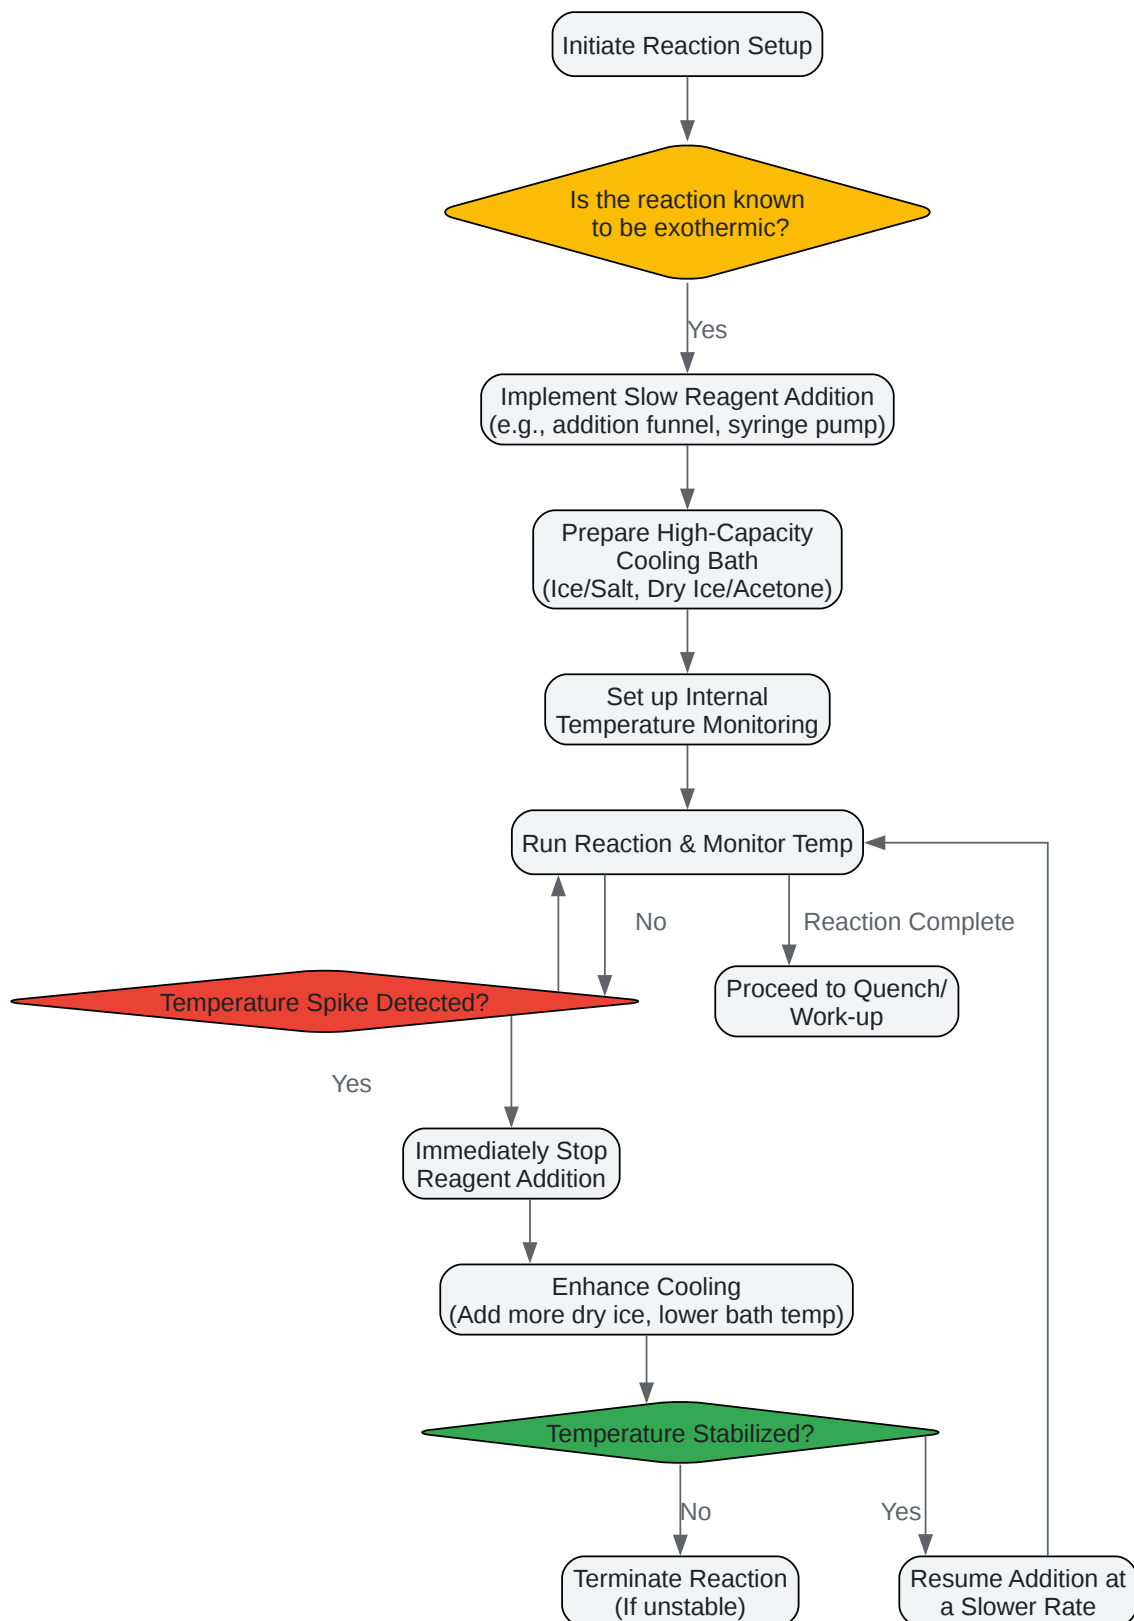 Initiate Reaction Setup
Is the reaction known
to be exothermic?
Yes
Implement Slow Reagent Addition
(e.g., addition funnel, syringe pump)
Prepare High-Capacity
Cooling Bath
(Ice/Salt, Dry Ice/Acetone)
Set up Internal
Temperature Monitoring
Run Reaction & Monitor Temp
No
Reaction Complete
Temperature Spike Detected?
Proceed to Quench/
Work-up
Yes
Immediately Stop
Reagent Addition
Enhance Cooling
(Add more dry ice, lower bath temp)
Temperature Stabilized?
No
Yes
Terminate Reaction
(If unstable)
Resume Addition at
a Slower Rate